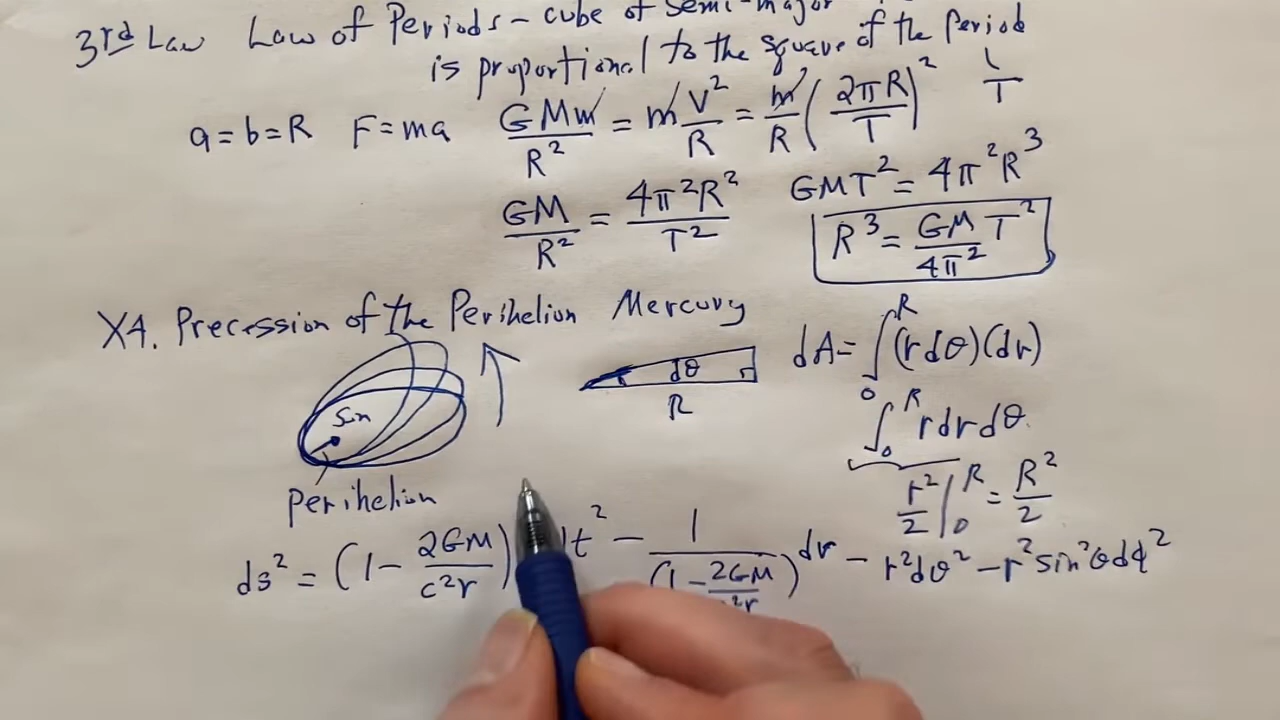 3rd Law Law of Periods - cube of semi-major
is proportional to the square of the Period
a = b = R F = ma GMm/R² = m V²/R = m/R (2πR/T)² 1/T
GM/R² = 4π²R²/T² GMT² = 4π²R³
R³ = GM/4π² T²
X4. Precession of the Perihelion Mercury
Sun
Perihelion
dθ
R
dA = ∫₀ᴿ (rdθ)(dr)
∫₀ᴿ rdrdθ
r²/2 |₀ᴿ = R²/2
ds² = (1 - 2GM/c²r) dt² - 1/(1 - 2GM/c²r) dr - r²dθ² - r²sin²θdϕ²